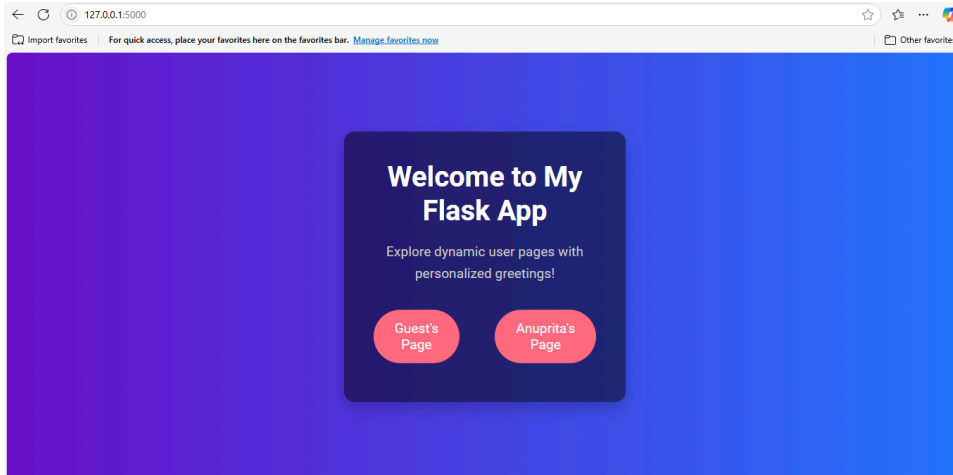 127.0.0.1:5000
Import favorites
For quick access, place your favorites here on the favorites bar. Manage favorites now
Other favorites
Welcome to My
Flask App
Explore dynamic user pages with
personalized greetings!
Guest's
Page
Anuprita's
Page